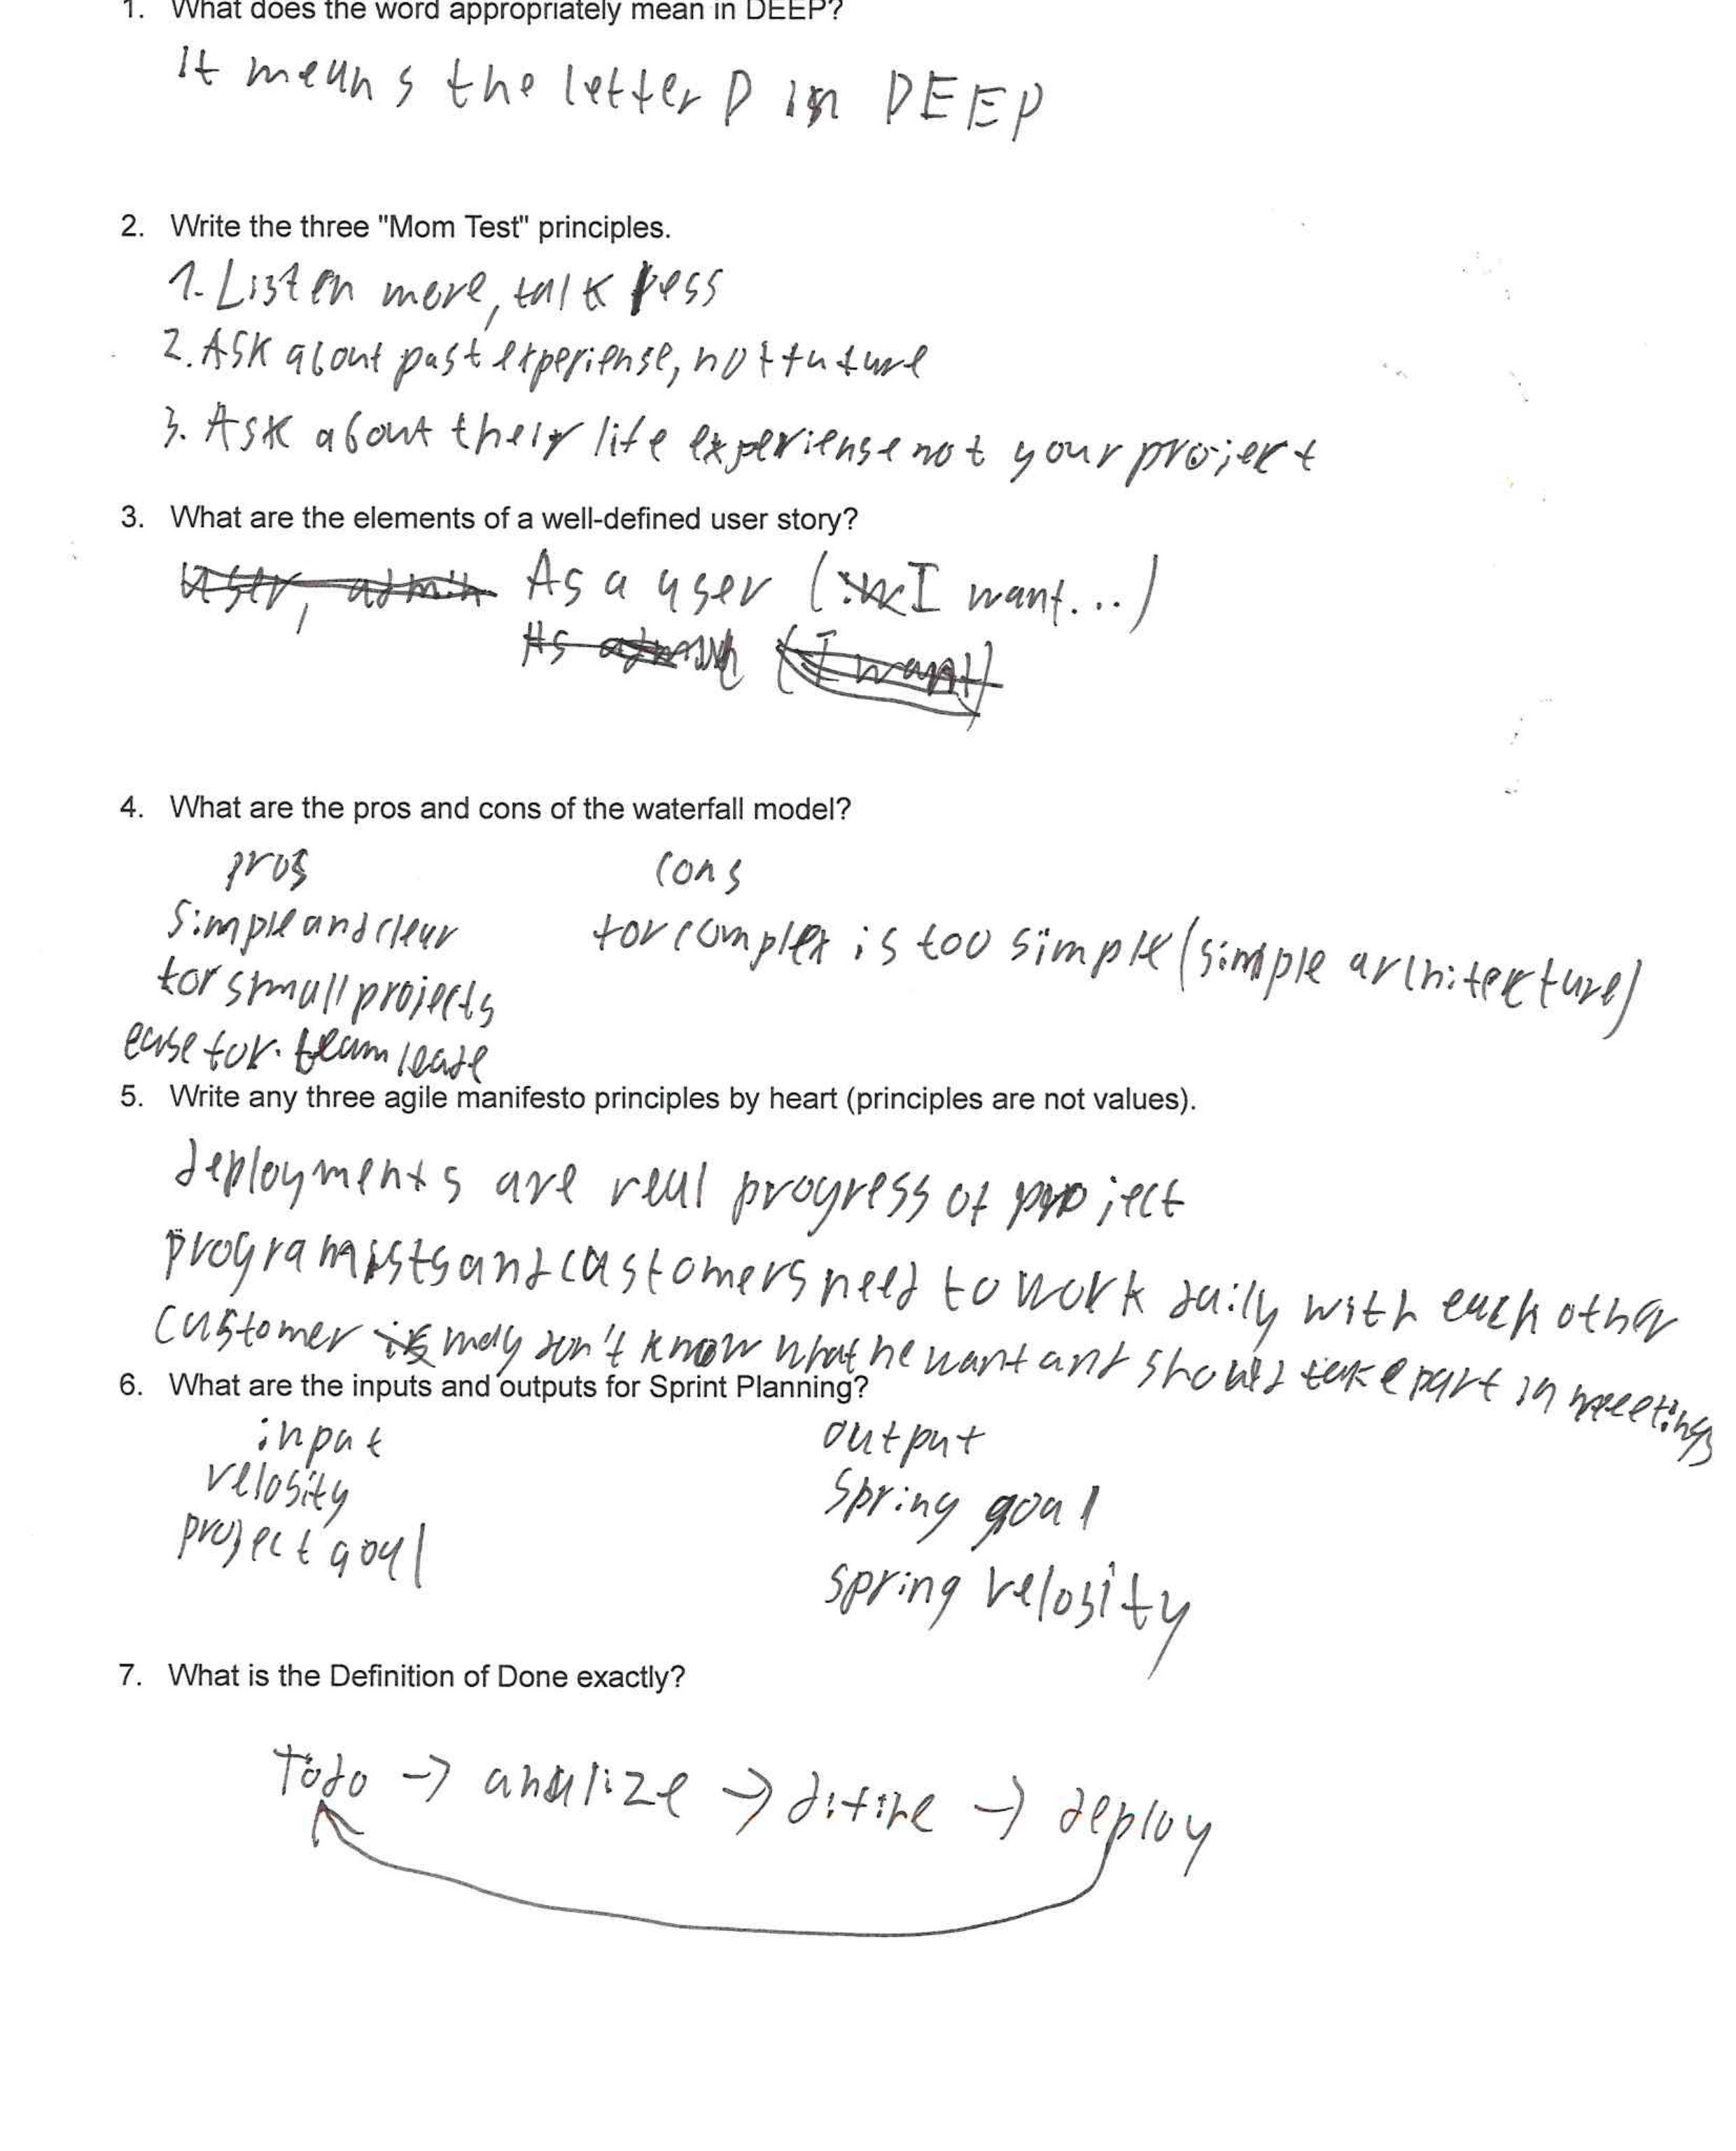 1. What does the word appropriately mean in DEEP?
It means the letter D in DEEP
2. Write the three "Mom Test" principles.
1. Listen more, talk less
2. Ask about past experiense, not future
3. Ask about their life experiense not your project
3. What are the elements of a well-defined user story?
As a user (I want...)
4. What are the pros and cons of the waterfall model?
pros cons
simple and clear for complex is too simple (simple architekture)
for small projects
ease for team leade
5. Write any three agile manifesto principles by heart (principles are not values).
deployments are real progress of project
programists and customers need to work daily with each other
customer may don't know what he want and should take part in meetings
6. What are the inputs and outputs for Sprint Planning?
input output
velosity Spring goal
project goal spring velosity
7. What is the Definition of Done exactly?
Todo -> analize -> difine -> deploy